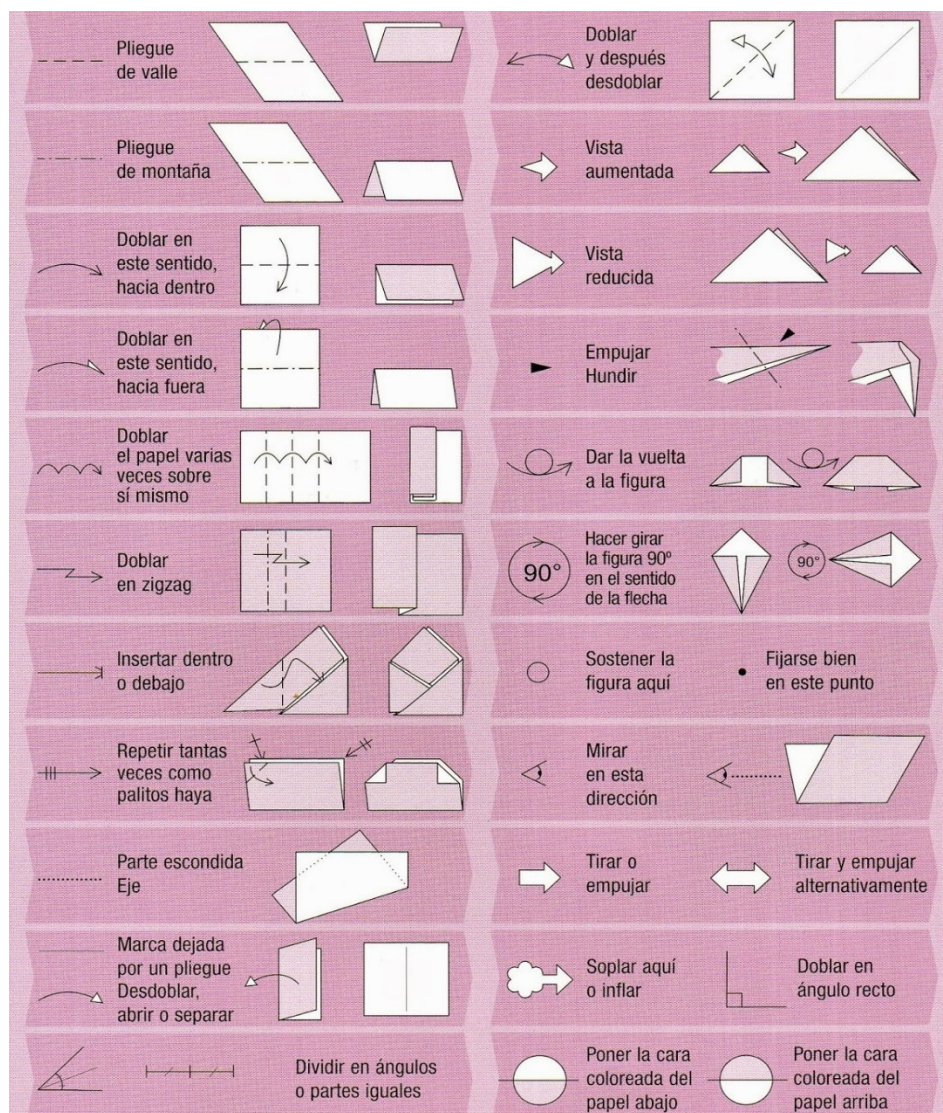 Pliegue
de valle
Pliegue
de montaña
Doblar en
este sentido,
hacia dentro
Doblar en
este sentido,
hacia fuera
Doblar
el papel varias
veces sobre
sí mismo
Doblar
en zigzag
Insertar dentro
o debajo
Repetir tantas
veces como
palitos haya
Parte escondida
Eje
Marca dejada
por un pliegue
Desdoblar,
abrir o separar
Dividir en ángulos
o partes iguales
Doblar
y después
desdoblar
Vista
aumentada
Vista
reducida
Empujar
Hundir
Dar la vuelta
a la figura
90°
Hacer girar
la figura 90º
en el sentido
de la flecha
90°
Sostener la
figura aquí
Fijarse bien
en este punto
Mirar
en esta
dirección
Tirar o
empujar
Tirar y empujar
alternativamente
Soplar aquí
o inflar
Doblar en
ángulo recto
Poner la cara
coloreada del
papel abajo
Poner la cara
coloreada del
papel arriba